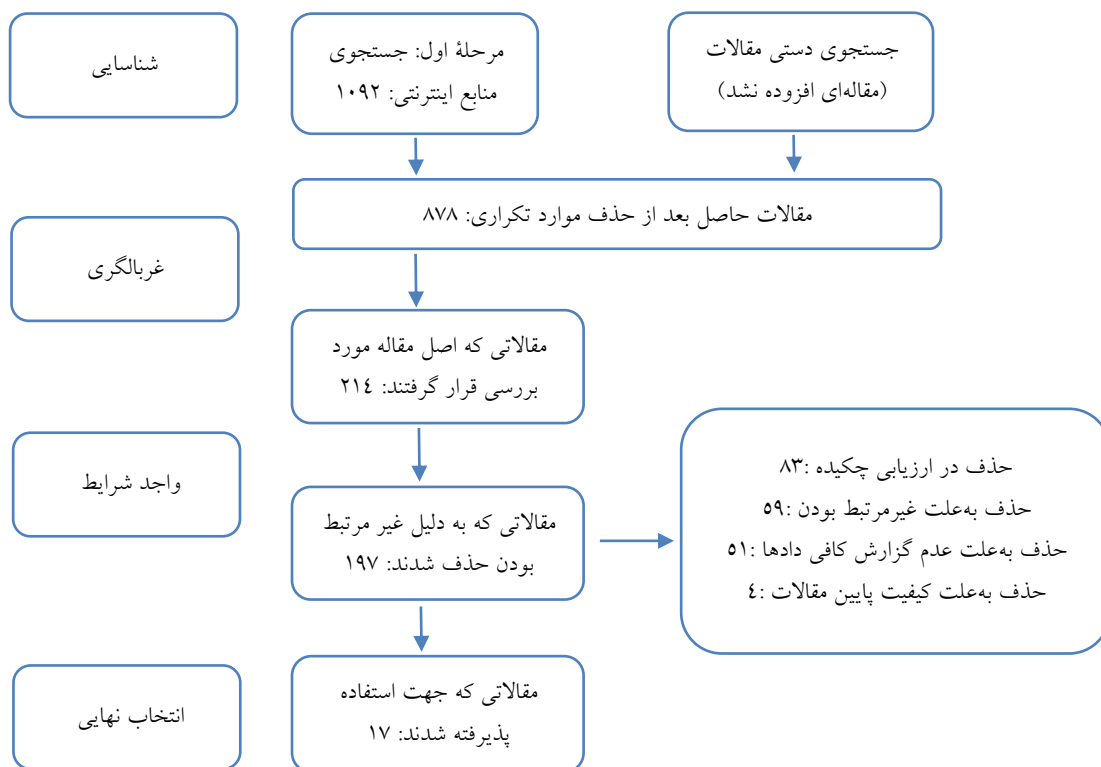 جستجوی دستی مقالات
(مقاله‌ای افزوده نشد)
مرحلۀ اول: جستجوی
منابع اینترنتی: ۱۰۹۲
شناسایی
مقالات حاصل بعد از حذف موارد تکراری: ۸۷۸
غربالگری
مقالاتی که اصل مقاله مورد
بررسی قرار گرفتند: ۲۱٤
واجد شرایط
مقالاتی که به دلیل غیر مرتبط
بودن حذف شدند: ۱۹۷
حذف در ارزیابی چکیده :۸۳
حذف به‌علت غیرمرتبط بودن :٥۹
حذف به‌علت عدم گزارش کافی دادها :٥۱
حذف به‌علت کیفیت پایین مقالات :٤
مقالاتی که جهت استفاده
پذیرفته شدند: ۱۷
انتخاب نهایی